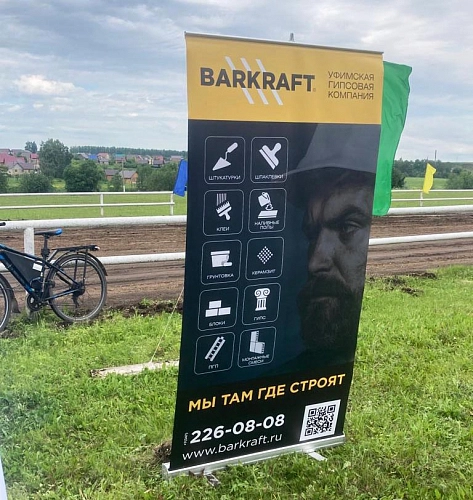 BARKRAFT
УФИМСКАЯ
ГИПСОВАЯ
КОМПАНИЯ
ШТУКАТУРКИ
ШПАКЛЕВКИ
КЛЕИ
НАЛИВНЫЕ
ПОЛЫ
ГРУНТОВКА
КЕРАМЗИТ
БЛОКИ
ГИПС
ПГП
МОНТАЖНЫЕ
СМЕСИ
МЫ ТАМ ГДЕ СТРОЯТ
226-08-08
www.barkraft.ru